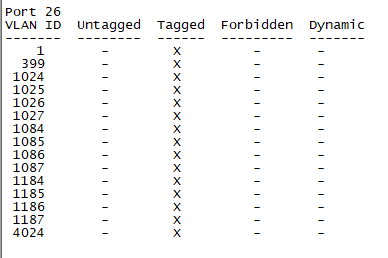 Port 26
VLAN ID  Untagged  Tagged  Forbidden  Dynamic
-------  --------  ------  ---------  -------
1 - X - -
399 - X - -
1024 - X - -
1025 - X - -
1026 - X - -
1027 - X - -
1084 - X - -
1085 - X - -
1086 - X - -
1087 - X - -
1184 - X - -
1185 - X - -
1186 - X - -
1187 - X - -
4024 - X - -